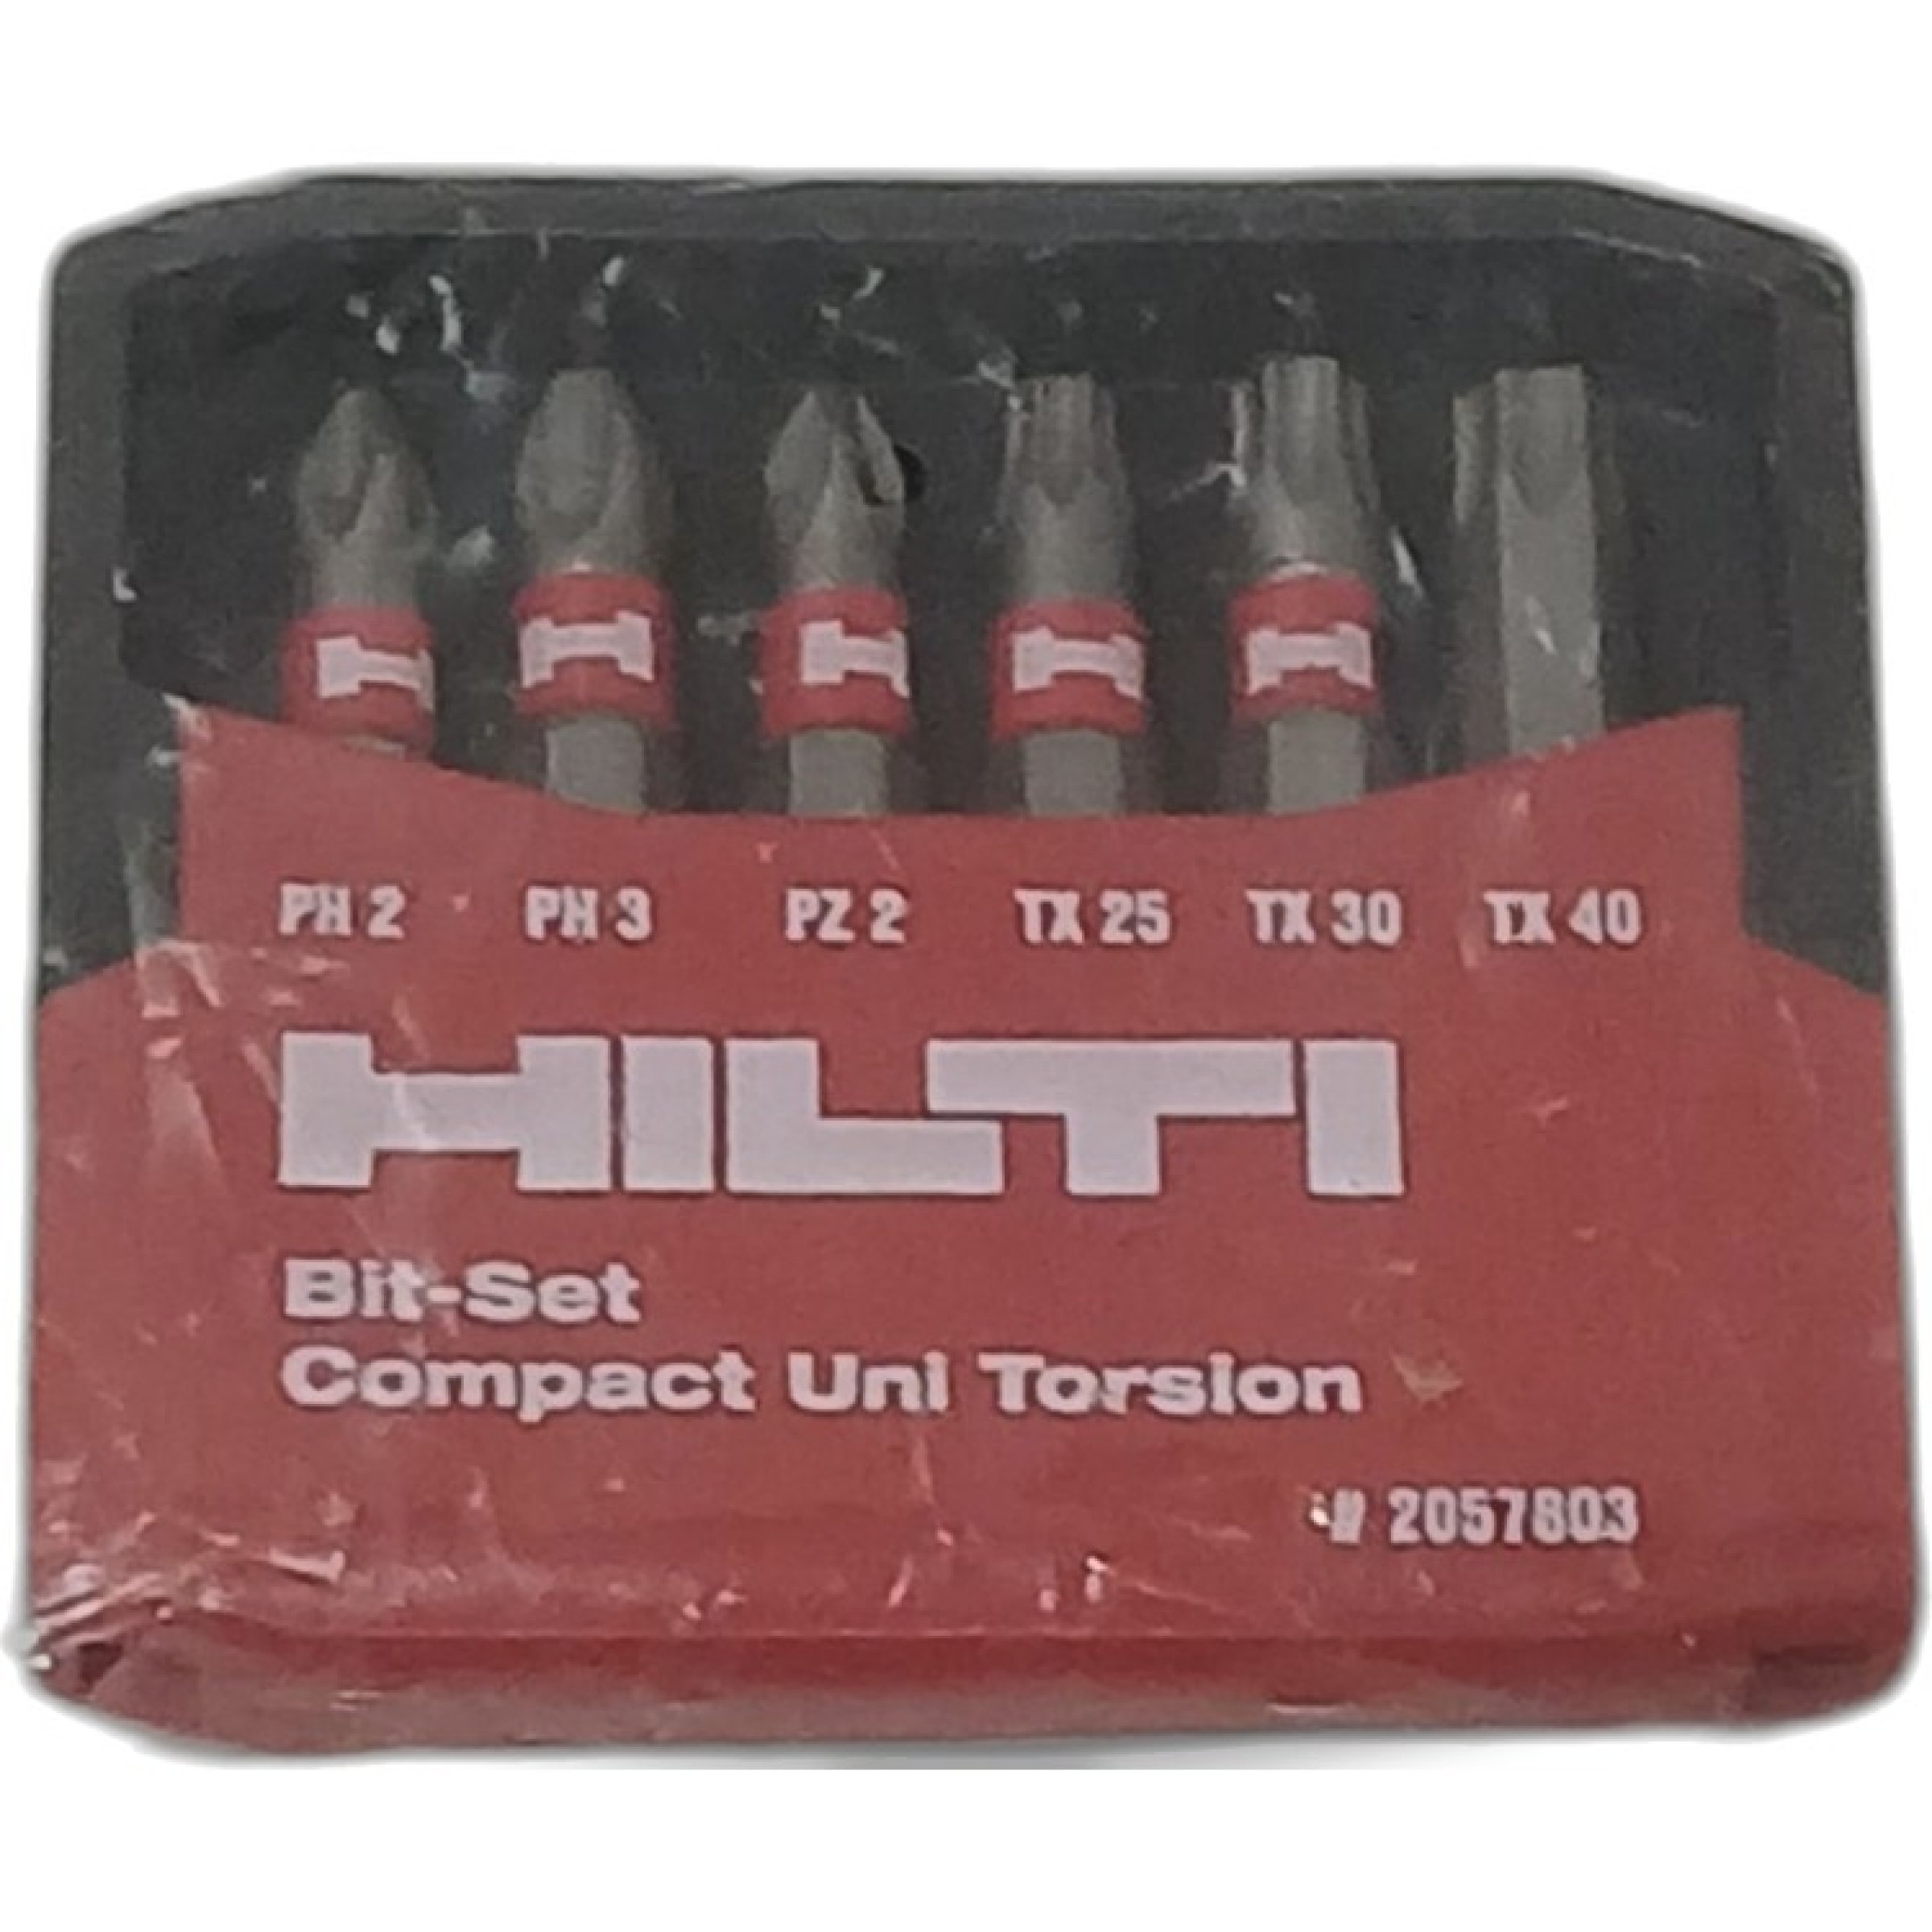 H H H H H
PH 2 PH 3 PZ 2 TX 25 TX 30 TX 40
HILTI
Bit-Set
Compact Uni Torsion
# 2057803